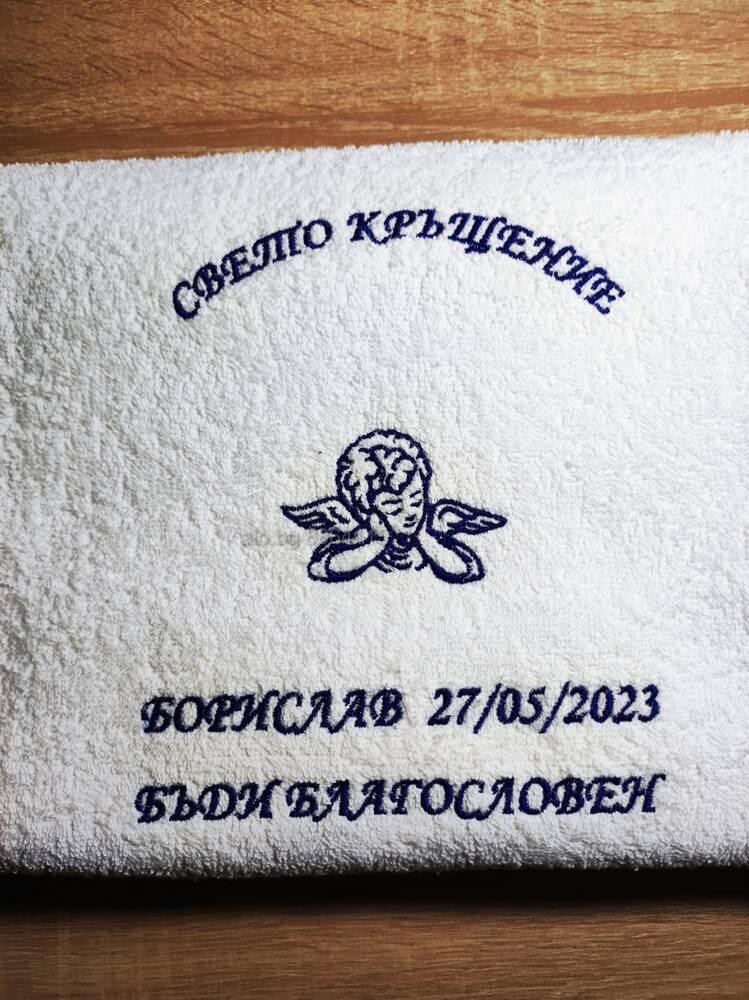 СВЕТО КРЪЩЕНИЕ
БОРИСЛАВ 27/05/2023
БЪДИ БЛАГОСЛОВЕН